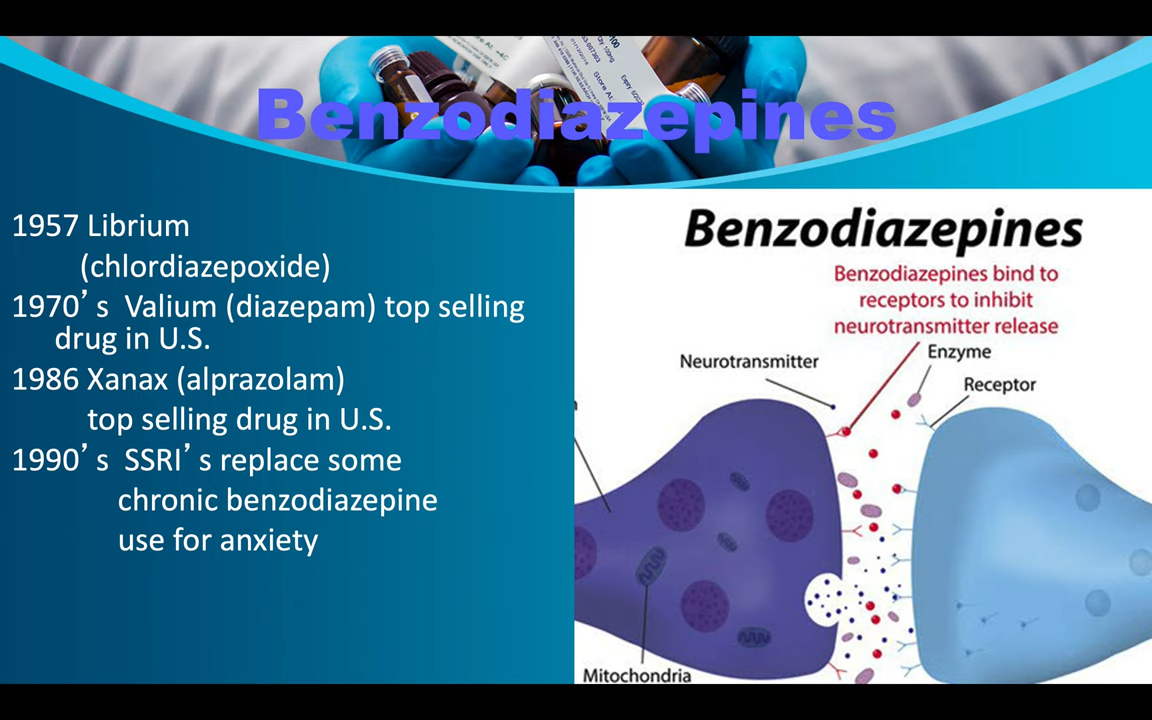 Benzodiazepines
1957 Librium
(chlordiazepoxide)
1970’s Valium (diazepam) top selling
drug in U.S.
1986 Xanax (alprazolam)
top selling drug in U.S.
1990’s SSRI’s replace some
chronic benzodiazepine
use for anxiety
Benzodiazepines
Benzodiazepines bind to
receptors to inhibit
neurotransmitter release
Enzyme
Neurotransmitter
Receptor
Mitochondria